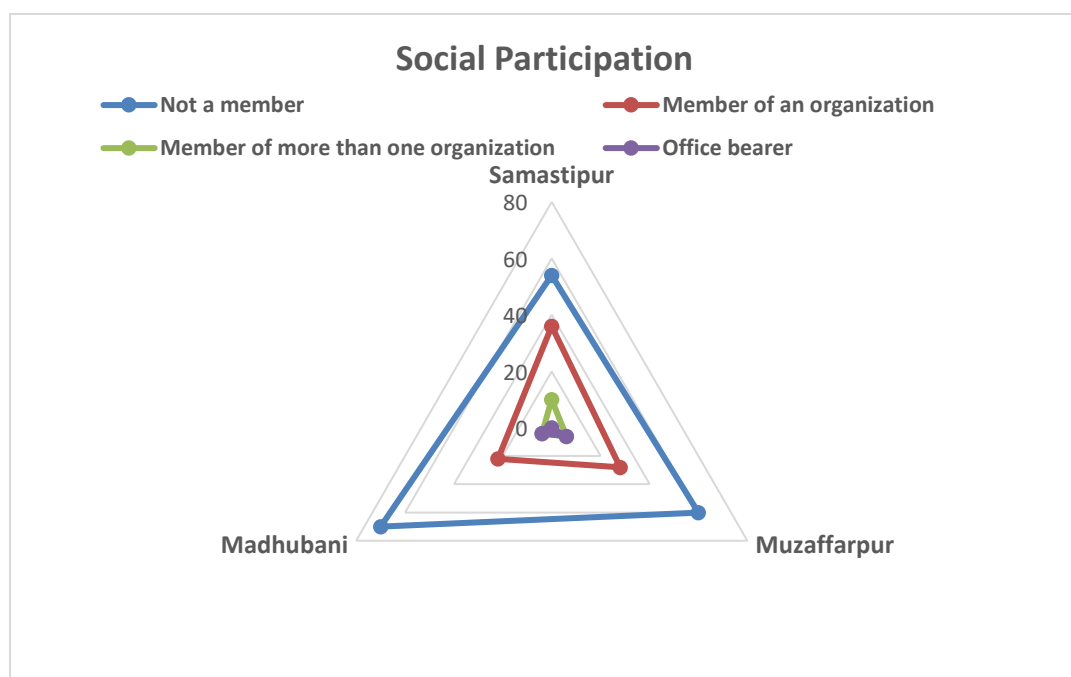 Social Participation
Not a member
Member of an organization
Member of more than one organization
Office bearer
Samastipur
80
60
40
20
0
Madhubani
Muzaffarpur